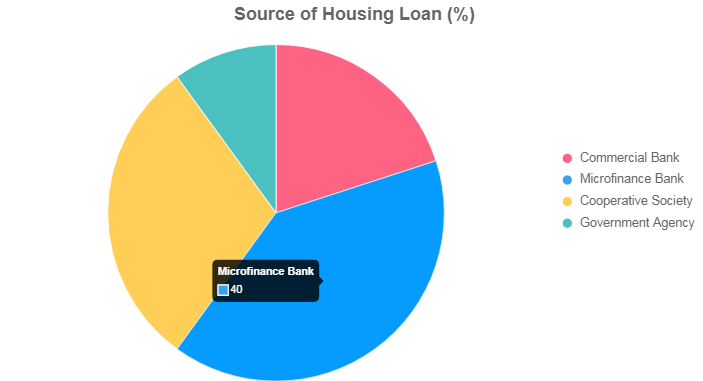 Source of Housing Loan (%)
Commercial Bank
Microfinance Bank
Cooperative Society
Government Agency
Microfinance Bank
40